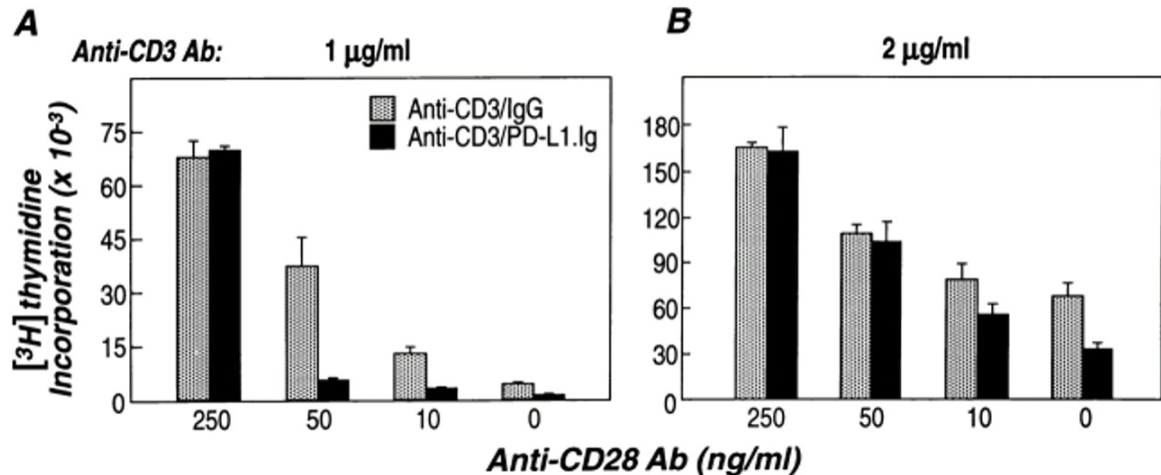 A
B
Anti-CD3 Ab: 1 µg/ml
2 µg/ml
Anti-CD3/IgG
Anti-CD3/PD-L1.Ig
[³H] thymidine
Incorporation (x 10⁻³)
75
60
45
30
15
0
180
150
120
90
60
30
0
250 50 10 0
250 50 10 0
Anti-CD28 Ab (ng/ml)